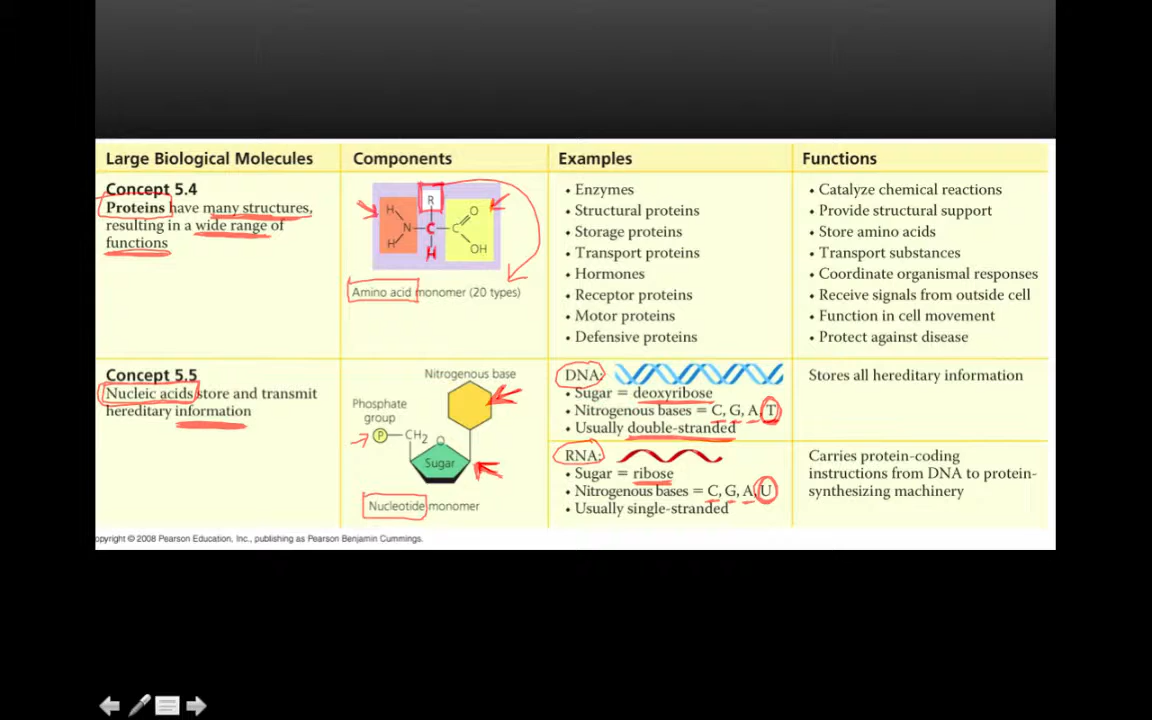 Large Biological Molecules
Components
Examples
Functions
Concept 5.4
Proteins have many structures,
resulting in a wide range of
functions
R
H
N
H
C
H
C
O
OH
Amino acid monomer (20 types)
• Enzymes
• Structural proteins
• Storage proteins
• Transport proteins
• Hormones
• Receptor proteins
• Motor proteins
• Defensive proteins
• Catalyze chemical reactions
• Provide structural support
• Store amino acids
• Transport substances
• Coordinate organismal responses
• Receive signals from outside cell
• Function in cell movement
• Protect against disease
Concept 5.5
Nucleic acids store and transmit
hereditary information
Nitrogenous base
Phosphate
group
P
CH2
O
Sugar
Nucleotide monomer
DNA:
• Sugar = deoxyribose
• Nitrogenous bases = C, G, A, T
• Usually double-stranded
Stores all hereditary information
RNA:
• Sugar = ribose
• Nitrogenous bases = C, G, A, U
• Usually single-stranded
Carries protein-coding
instructions from DNA to protein-
synthesizing machinery
opyright © 2008 Pearson Education, Inc., publishing as Pearson Benjamin Cummings.